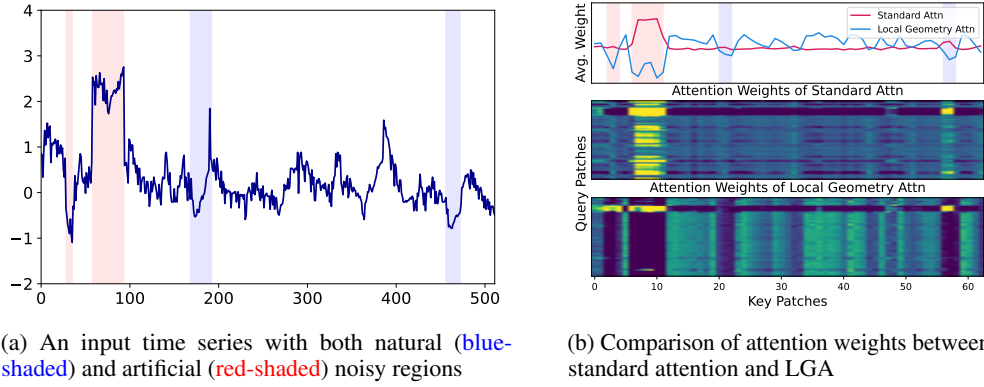 4
3
2
1
0
−1
−2
0 100 200 300 400 500
(a) An input time series with both natural (blue-
shaded) and artificial (red-shaded) noisy regions
Avg. Weight
Standard Attn
Local Geometry Attn
Attention Weights of Standard Attn
Attention Weights of Local Geometry Attn
Query Patches
0 10 20 30 40 50 60
Key Patches
(b) Comparison of attention weights between
standard attention and LGA